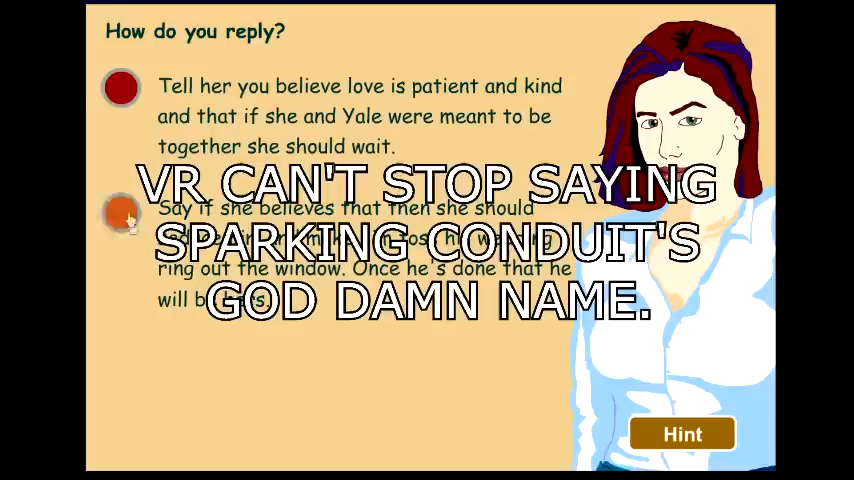 How do you reply?
Tell her you believe love is patient and kind
and that if she and Yale were meant to be
together she should wait.
VR CAN'T STOP SAYING
Say if she believes that then she should
SPARKING CONDUIT'S
ring out the window. Once he's done that he
will be hers.
GOD DAMN NAME.
Hint